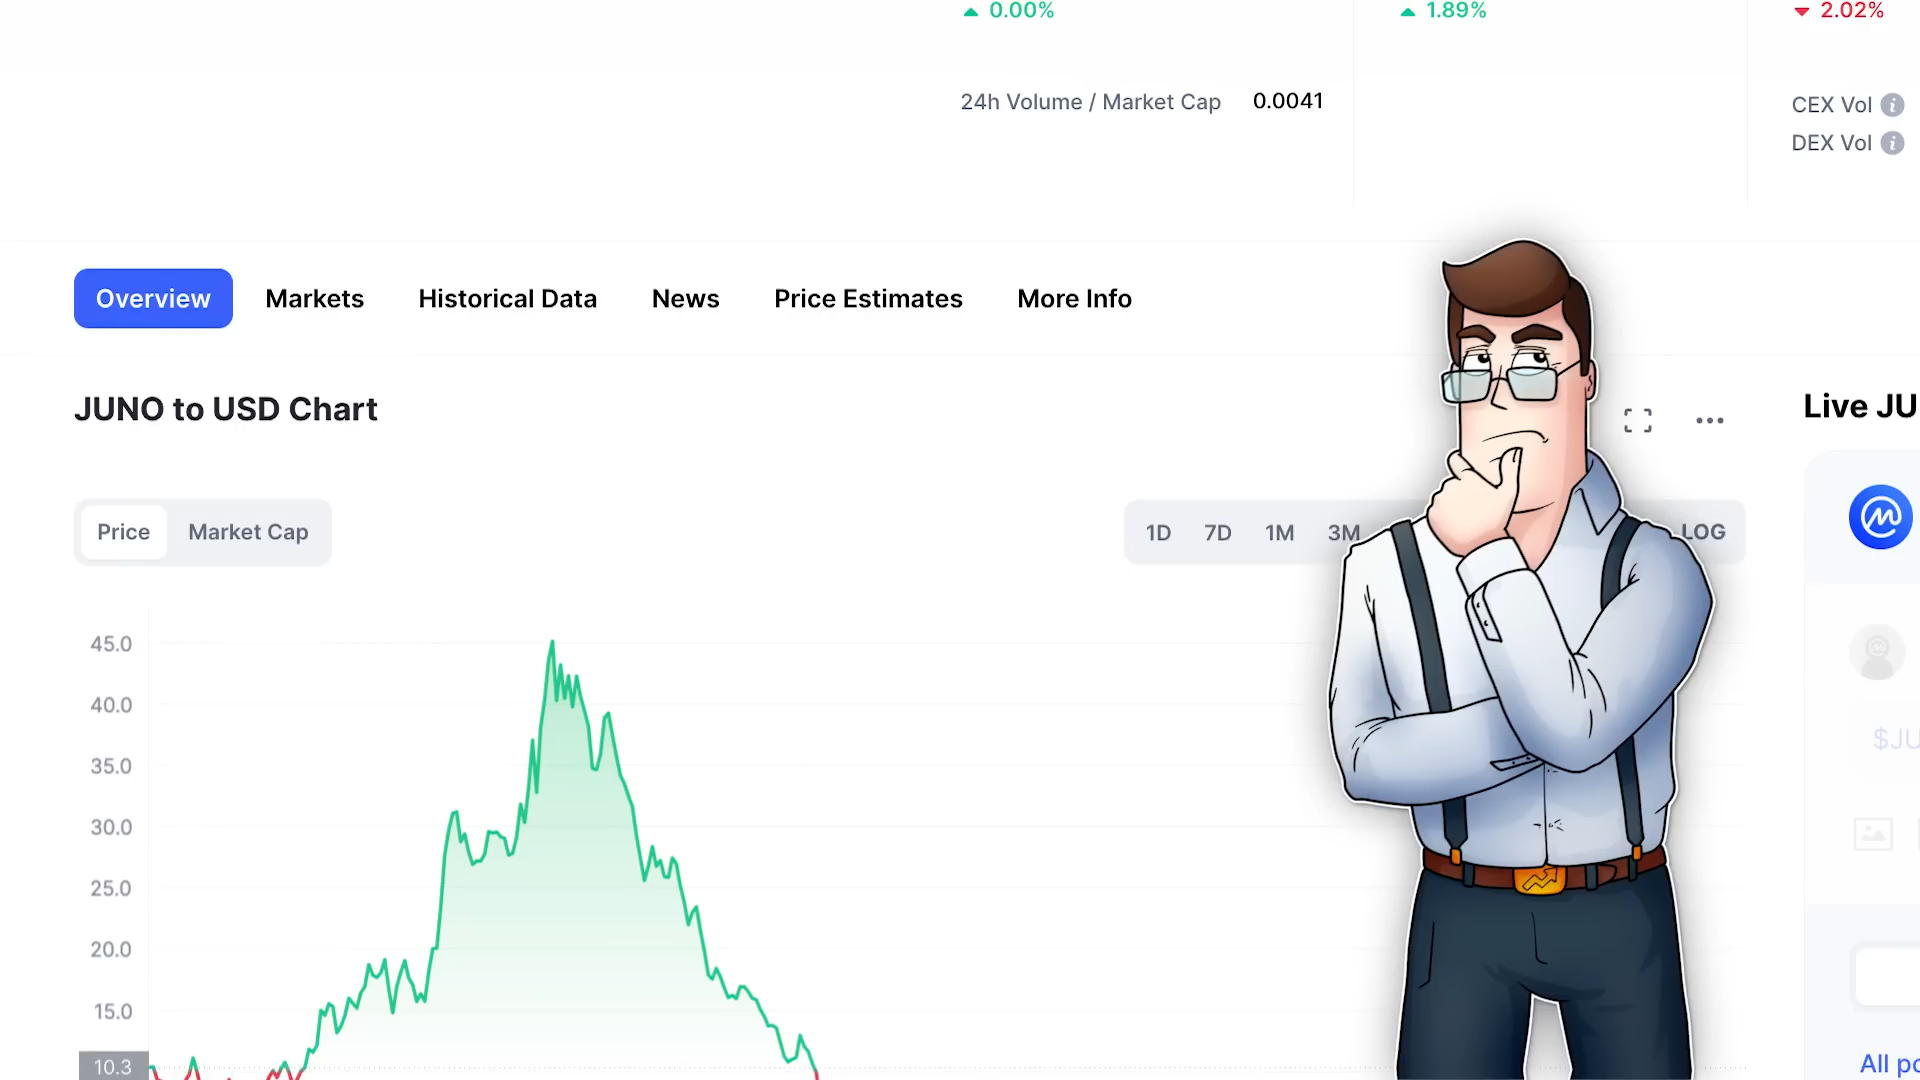 0.00%
1.89%
2.02%
24h Volume / Market Cap 0.0041
CEX Vol
DEX Vol
Overview Markets Historical Data News Price Estimates More Info
JUNO to USD Chart
Live JU
Price Market Cap
1D 7D 1M 3M LOG
45.0
40.0
35.0
$JU
30.0
25.0
20.0
15.0
10.3
All po